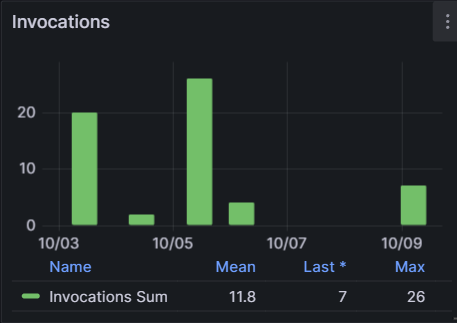 Invocations
20
10
0
10/03 10/05 10/07 10/09
Name Mean Last * Max
Invocations Sum 11.8 7 26